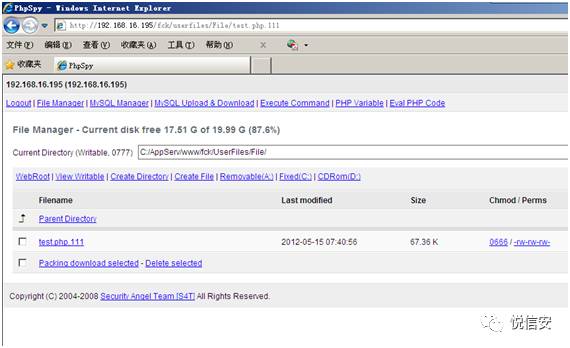 PhpSpy - Windows Internet Explorer
http://192.168.16.195/fck/userfiles/File/test.php.111
文件(F) 编辑(E) 查看(V) 收藏夹(A) 工具(T) 帮助(H) X
收藏夹 PhpSpy
192.168.16.195 (192.168.16.195)
Logout | File Manager | MySQL Manager | MySQL Upload & Download | Execute Command | PHP Variable | Eval PHP Code
File Manager - Current disk free 17.51 G of 19.99 G (87.6%)
Current Directory (Writable, 0777) C:/AppServ/www/fck/UserFiles/File/
WebRoot | View Writable | Create Directory | Create File | Removable(A:) | Fixed(C:) | CDRom(D:)
Filename Last modified Size Chmod / Perms
Parent Directory
test.php.111 2012-05-15 07:40:56 67.36 K 0666 / -rw-rw-rw-
Packing download selected - Delete selected
Copyright (C) 2004-2008 Security Angel Team [S4T] All Rights Reserved.
悦信安